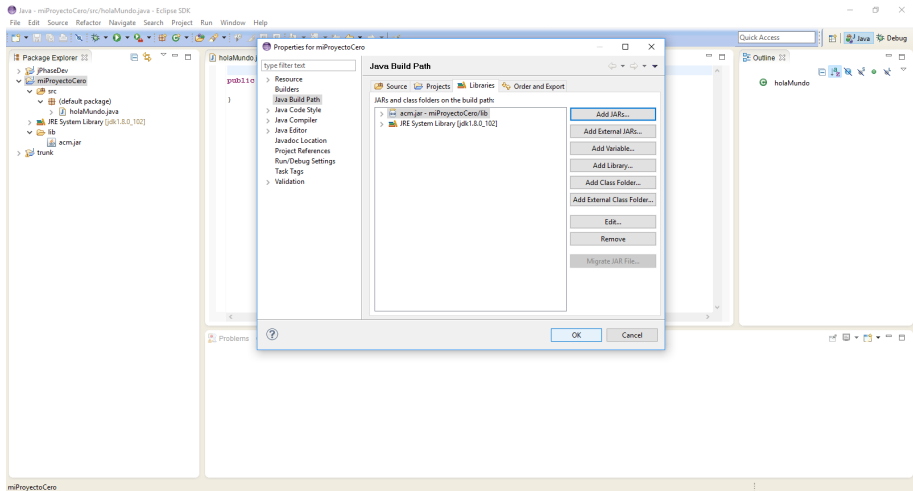 Java - miProyectoCero/src/holaMundo.java - Eclipse SDK
File Edit Source Refactor Navigate Search Project Run Window Help
Quick Access
Java
Debug
Package Explorer
jPhaseDev
miProyectoCero
src
(default package)
holaMundo.java
JRE System Library [jdk1.8.0_102]
lib
acm.jar
trunk
holaMundo.j
public
}
Properties for miProyectoCero
type filter text
Resource
Builders
Java Build Path
Java Code Style
Java Compiler
Java Editor
Javadoc Location
Project References
Run/Debug Settings
Task Tags
Validation
Java Build Path
Source Projects Libraries Order and Export
JARs and class folders on the build path:
acm.jar - miProyectoCero/lib
JRE System Library [jdk1.8.0_102]
Add JARs...
Add External JARs...
Add Variable...
Add Library...
Add Class Folder...
Add External Class Folder...
Edit...
Remove
Migrate JAR File...
OK Cancel
Outline
holaMundo
Problems
miProyectoCero